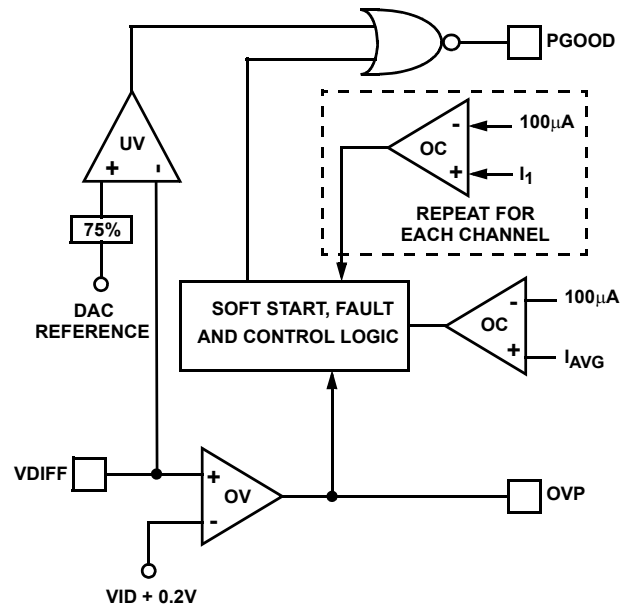 PGOOD
UV
+ -
75%
DAC
REFERENCE
-
OC
+
100µA
I1
REPEAT FOR
EACH CHANNEL
SOFT START, FAULT
AND CONTROL LOGIC
-
OC
+
100µA
IAVG
VDIFF
+
OV
-
OVP
VID + 0.2V